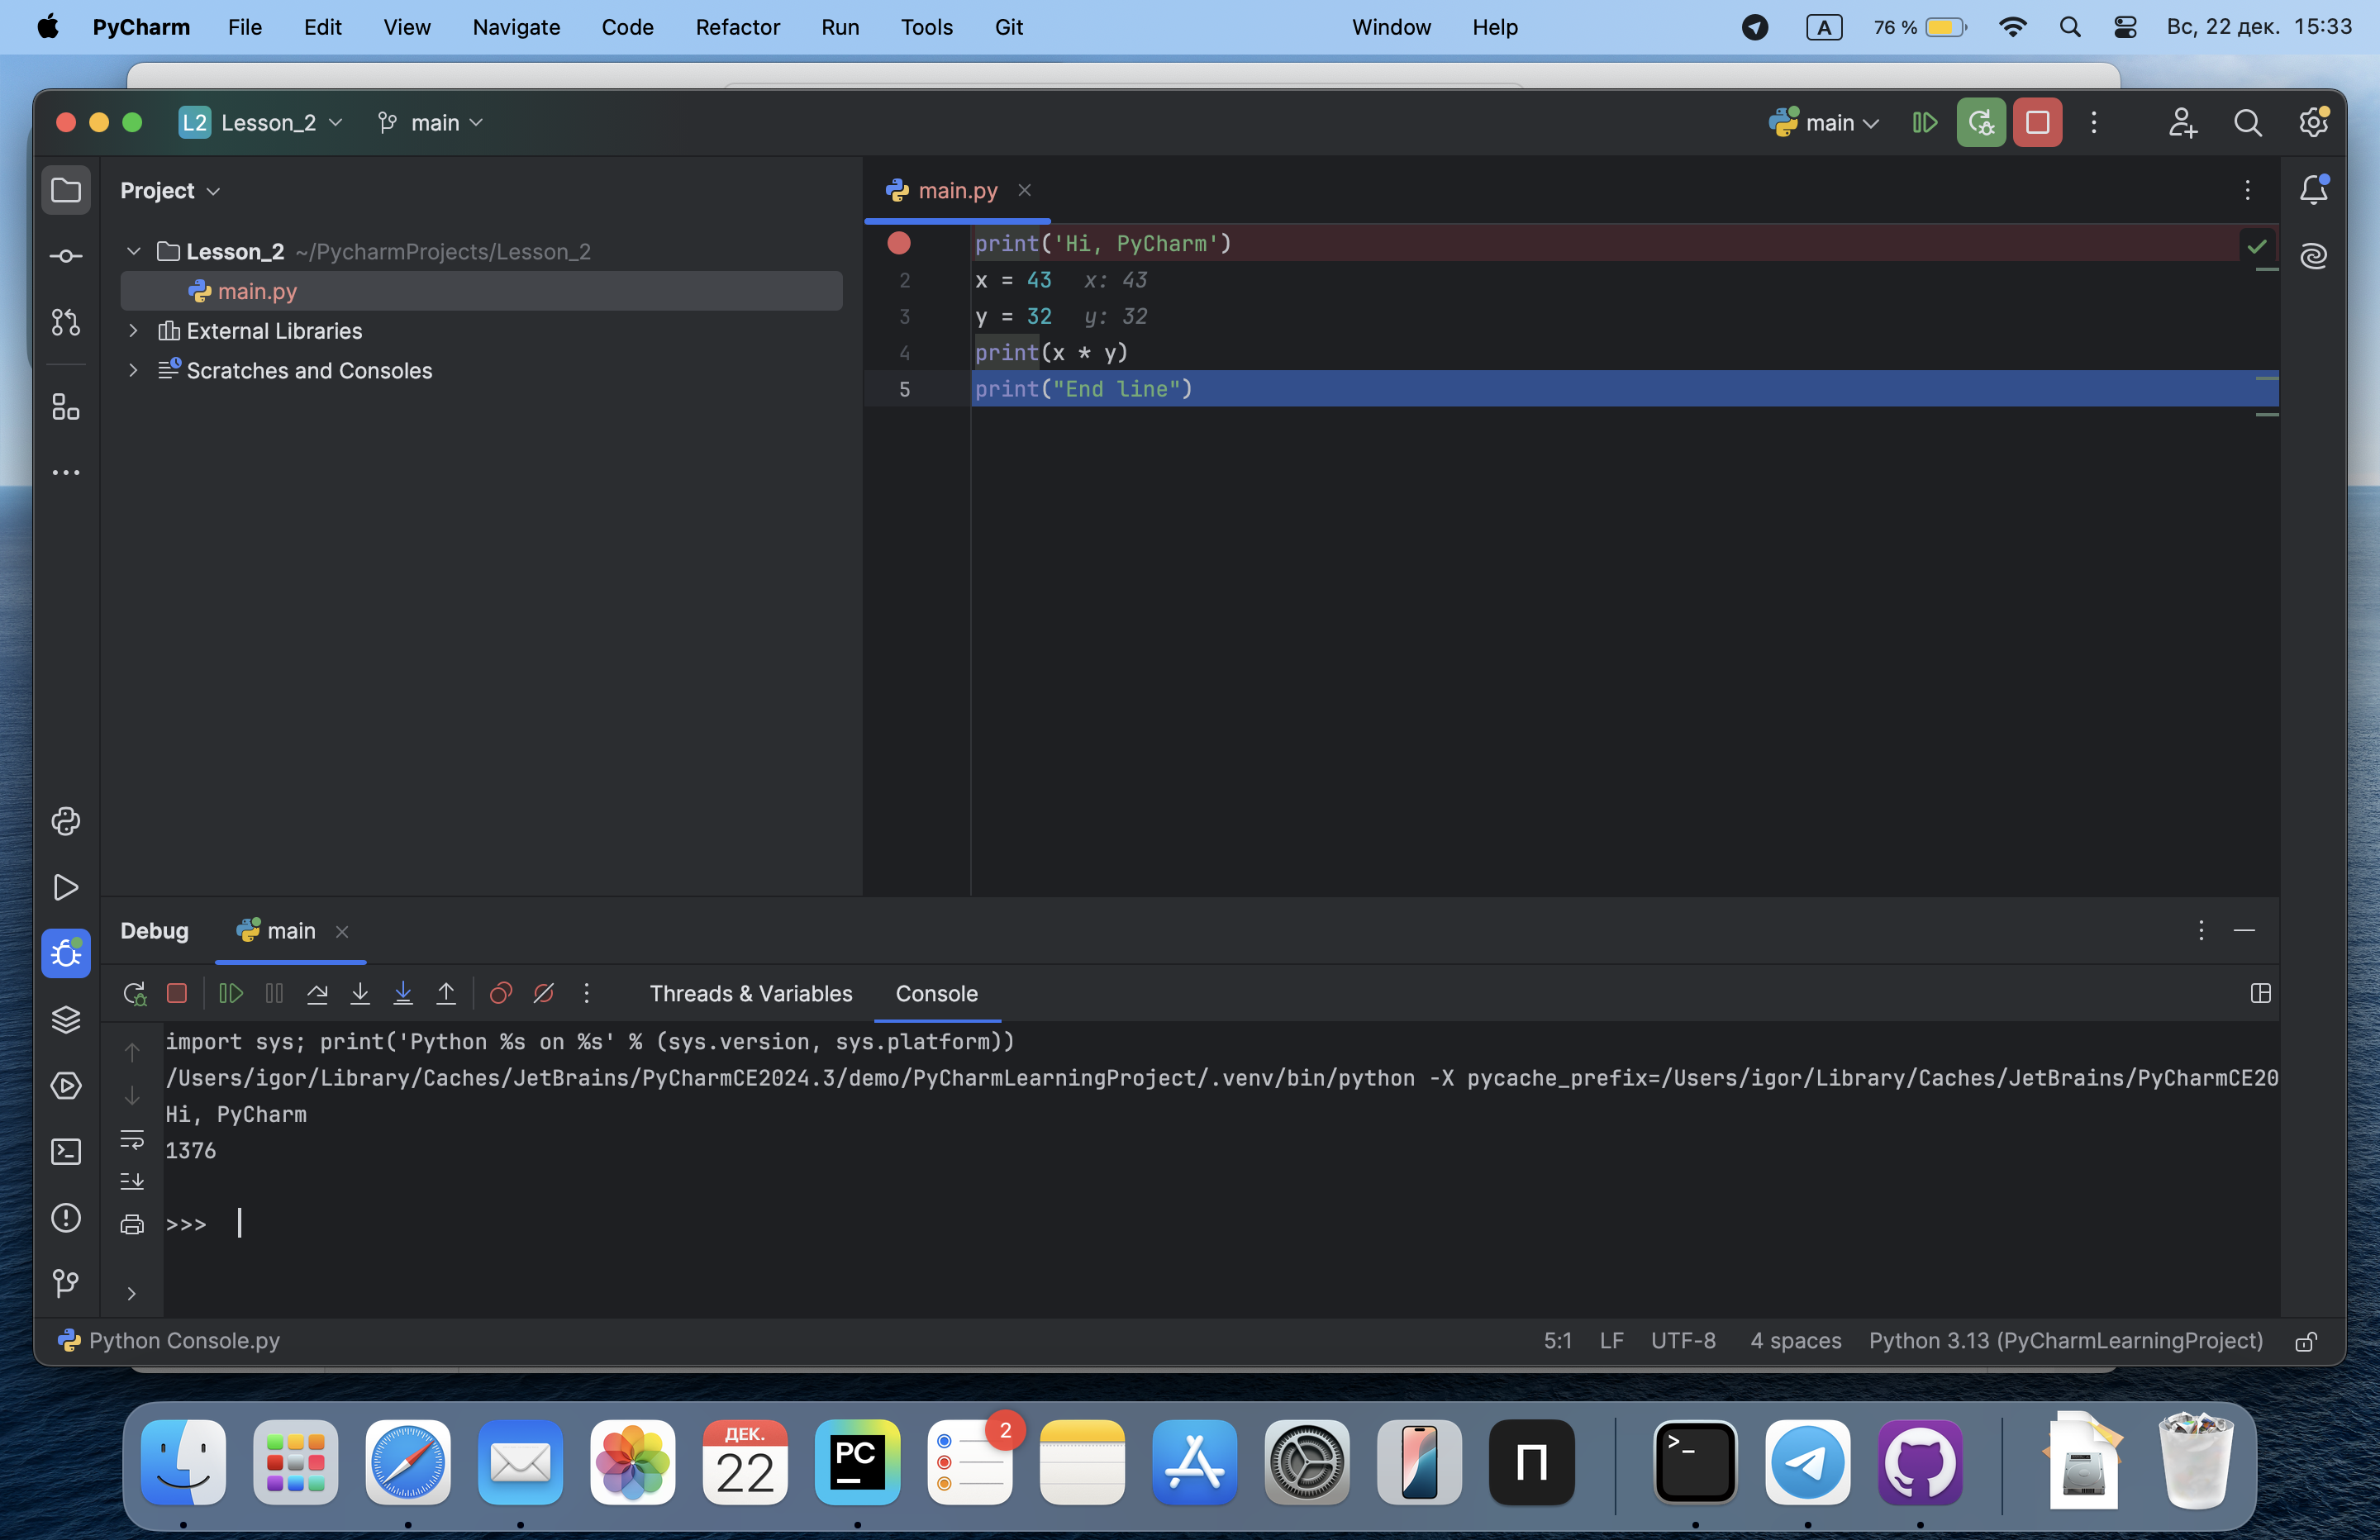 PyCharm File Edit View Navigate Code Refactor Run Tools Git Window Help A 76 % Вс, 22 дек. 15:33
L2 Lesson_2 main main
Project
main.py
Lesson_2 ~/PycharmProjects/Lesson_2
main.py
External Libraries
Scratches and Consoles
print('Hi, PyCharm')
2 x = 43 x: 43
3 y = 32 y: 32
4 print(x * y)
5 print("End line")
Debug main
Threads & Variables Console
import sys; print('Python %s on %s' % (sys.version, sys.platform))
/Users/igor/Library/Caches/JetBrains/PyCharmCE2024.3/demo/PyCharmLearningProject/.venv/bin/python -X pycache_prefix=/Users/igor/Library/Caches/JetBrains/PyCharmCE20
Hi, PyCharm
1376
>>>
Python Console.py 5:1 LF UTF-8 4 spaces Python 3.13 (PyCharmLearningProject)
ДЕК.
22
PC
2
П
>_